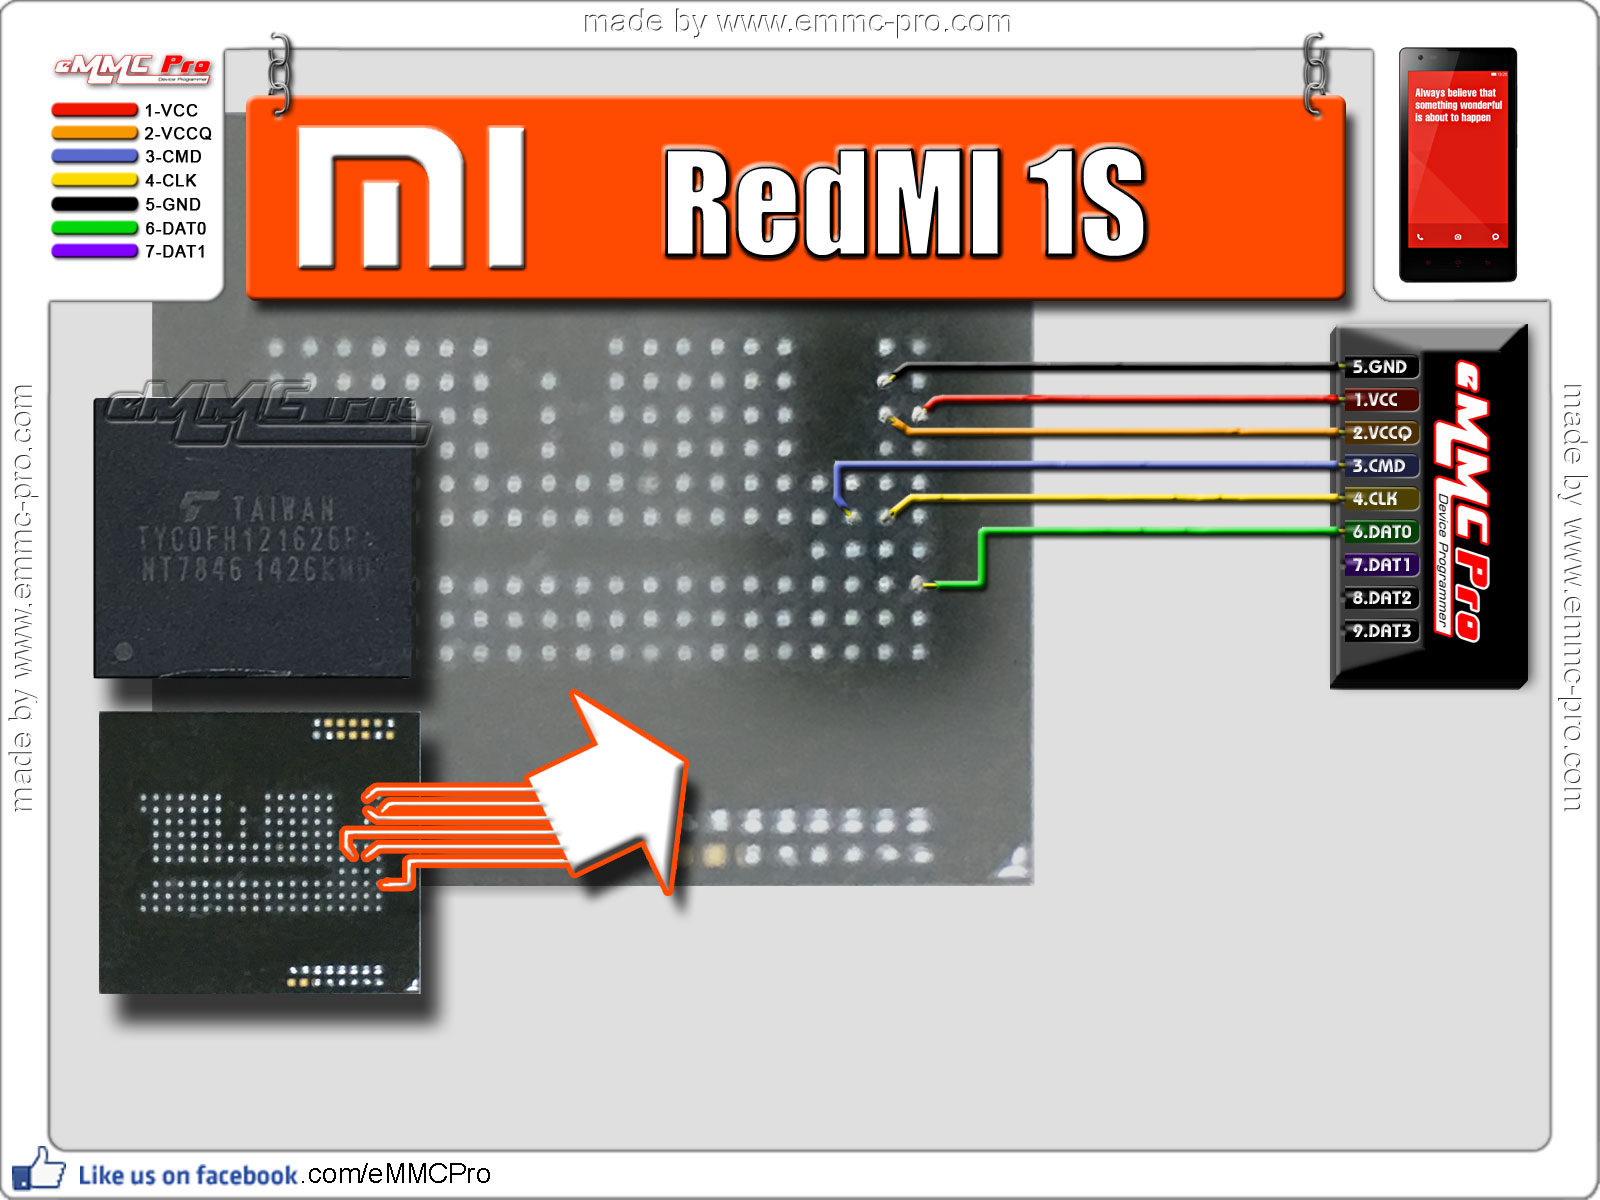 made by www.emmc-pro.com
eMMC Pro
Device Programmer
1-VCC
2-VCCQ
3-CMD
4-CLK
5-GND
6-DAT0
7-DAT1
MI
RedMI 1S
Always believe that
something wonderful
is about to happen
5.GND
1.VCC
2.VCCQ
3.CMD
4.CLK
6.DAT0
7.DAT1
8.DAT2
9.DAT3
eMMC Pro
Device Programmer
eMMC Pro
TAIWAN
TYC0FH121626RA
NT7846 1426KMD
made by www.emmc-pro.com
made by www.emmc-pro.com
Like us on facebook.com/eMMCPro